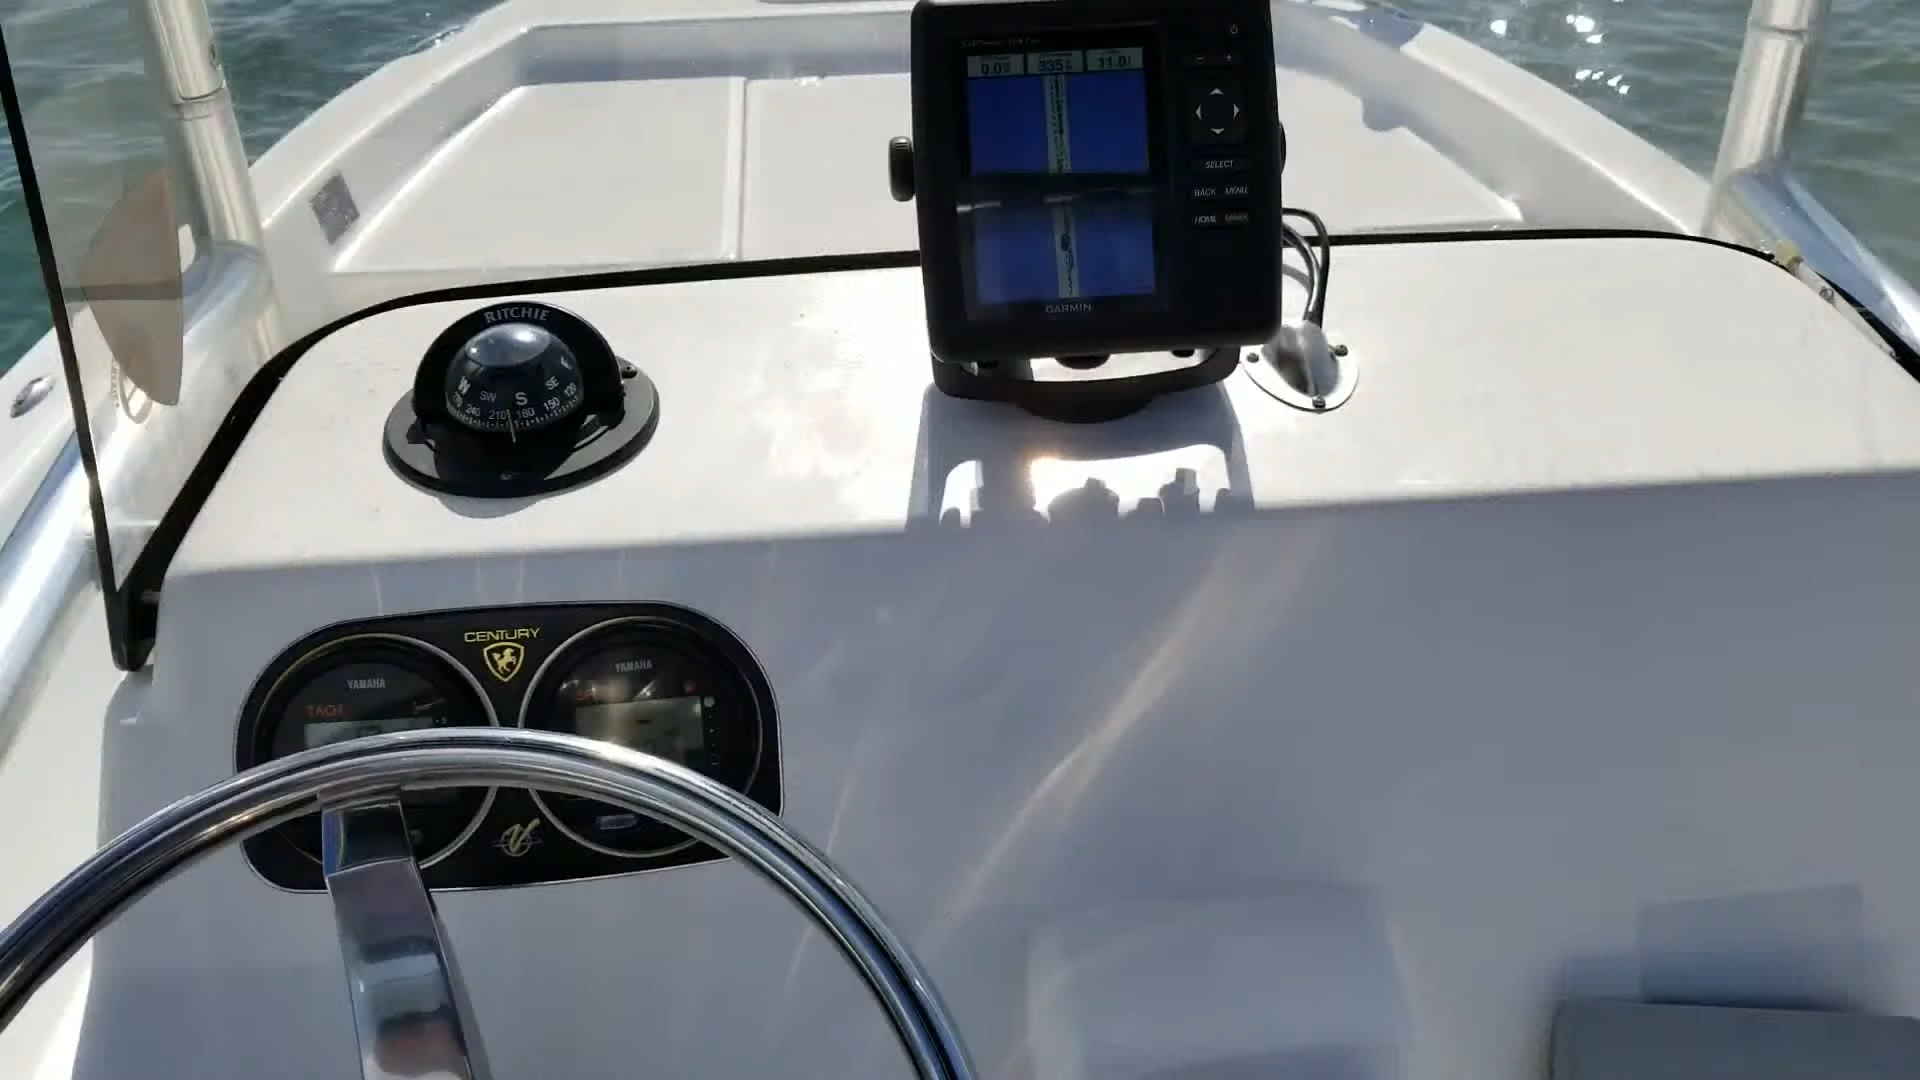 0.0 335 11.0
SELECT
BACK MENU
HOME MARK
GARMIN
RITCHIE
W SW S SE E
240 210 180 150 120
CENTURY
YAMAHA
YAMAHA
TACH